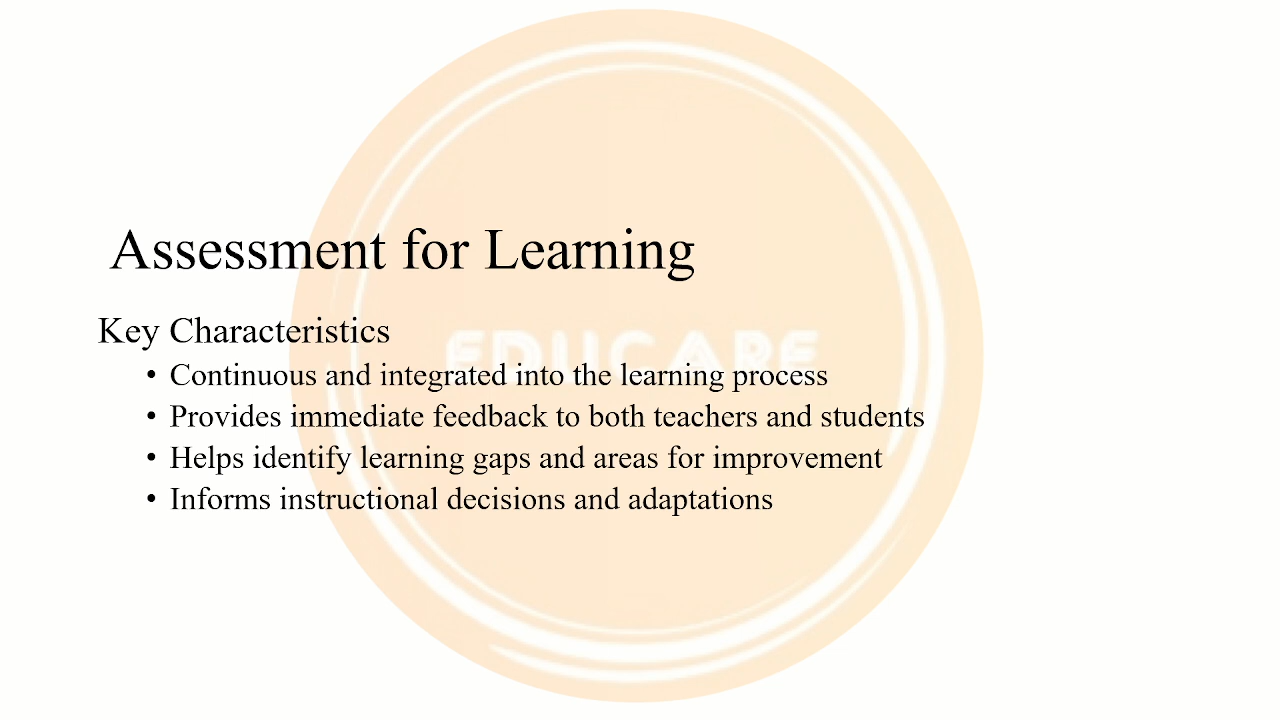 Assessment for Learning
Key Characteristics
EDUCARE
• Continuous and integrated into the learning process
• Provides immediate feedback to both teachers and students
• Helps identify learning gaps and areas for improvement
• Informs instructional decisions and adaptations